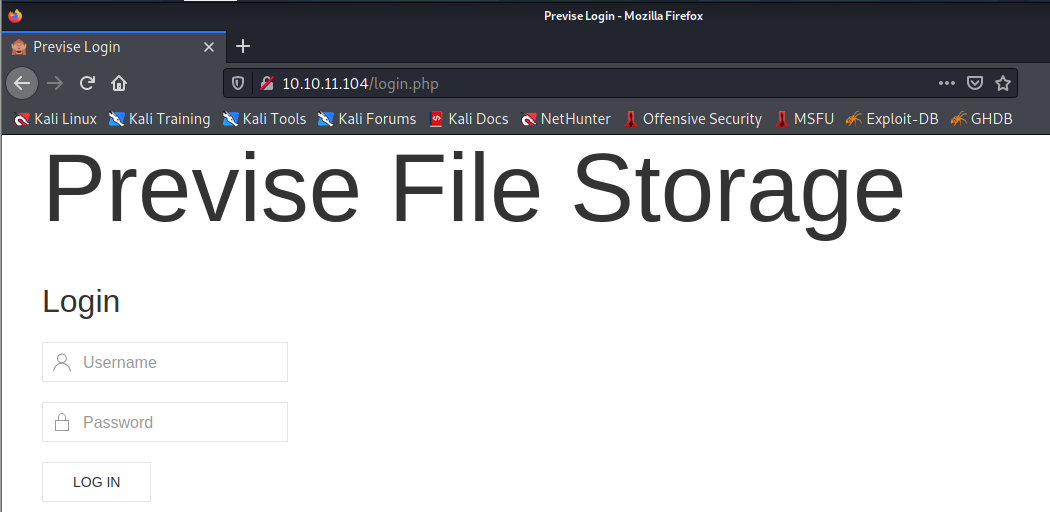 Previse Login - Mozilla Firefox
Previse Login
10.10.11.104/login.php
Kali Linux Kali Training Kali Tools Kali Forums Kali Docs NetHunter Offensive Security MSFU Exploit-DB GHDB
Previse File Storage
Login
Username
Password
LOG IN